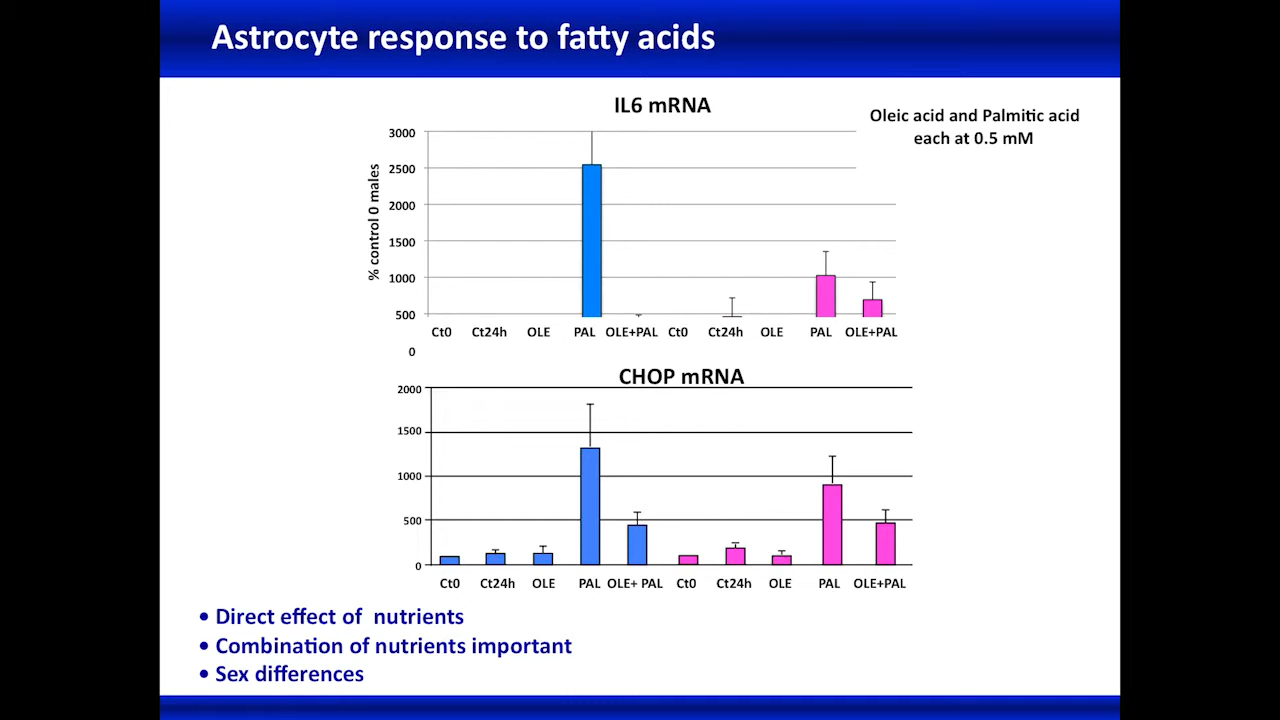 Astrocyte response to fatty acids
IL6 mRNA
Oleic acid and Palmitic acid
each at 0.5 mM
% control 0 males
3000
2500
2000
1500
1000
500
0
Ct0 Ct24h OLE PAL OLE+PAL Ct0 Ct24h OLE PAL OLE+PAL
CHOP mRNA
2000
1500
1000
500
0
Ct0 Ct24h OLE PAL OLE+ PAL Ct0 Ct24h OLE PAL OLE+PAL
• Direct effect of nutrients
• Combination of nutrients important
• Sex differences